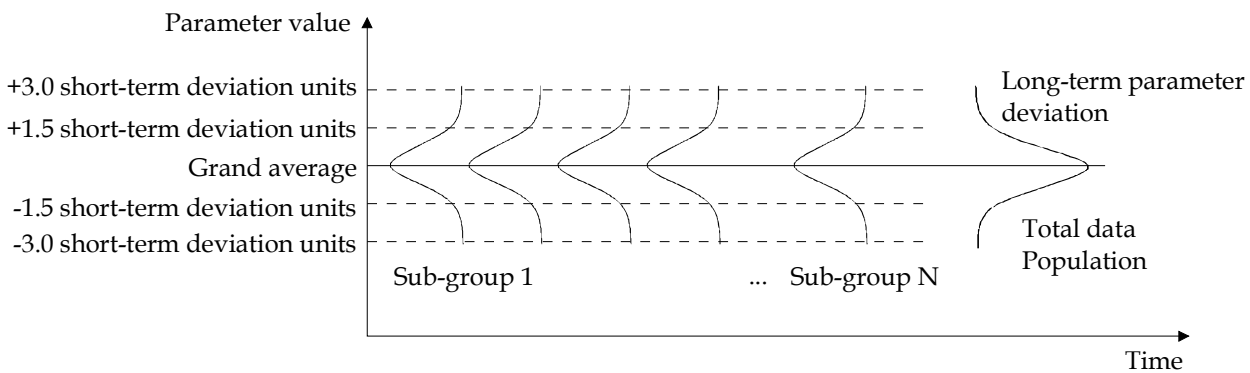 Parameter value
+3.0 short-term deviation units
+1.5 short-term deviation units
Grand average
-1.5 short-term deviation units
-3.0 short-term deviation units
Long-term parameter
deviation
Total data
Population
Sub-group 1
... Sub-group N
Time